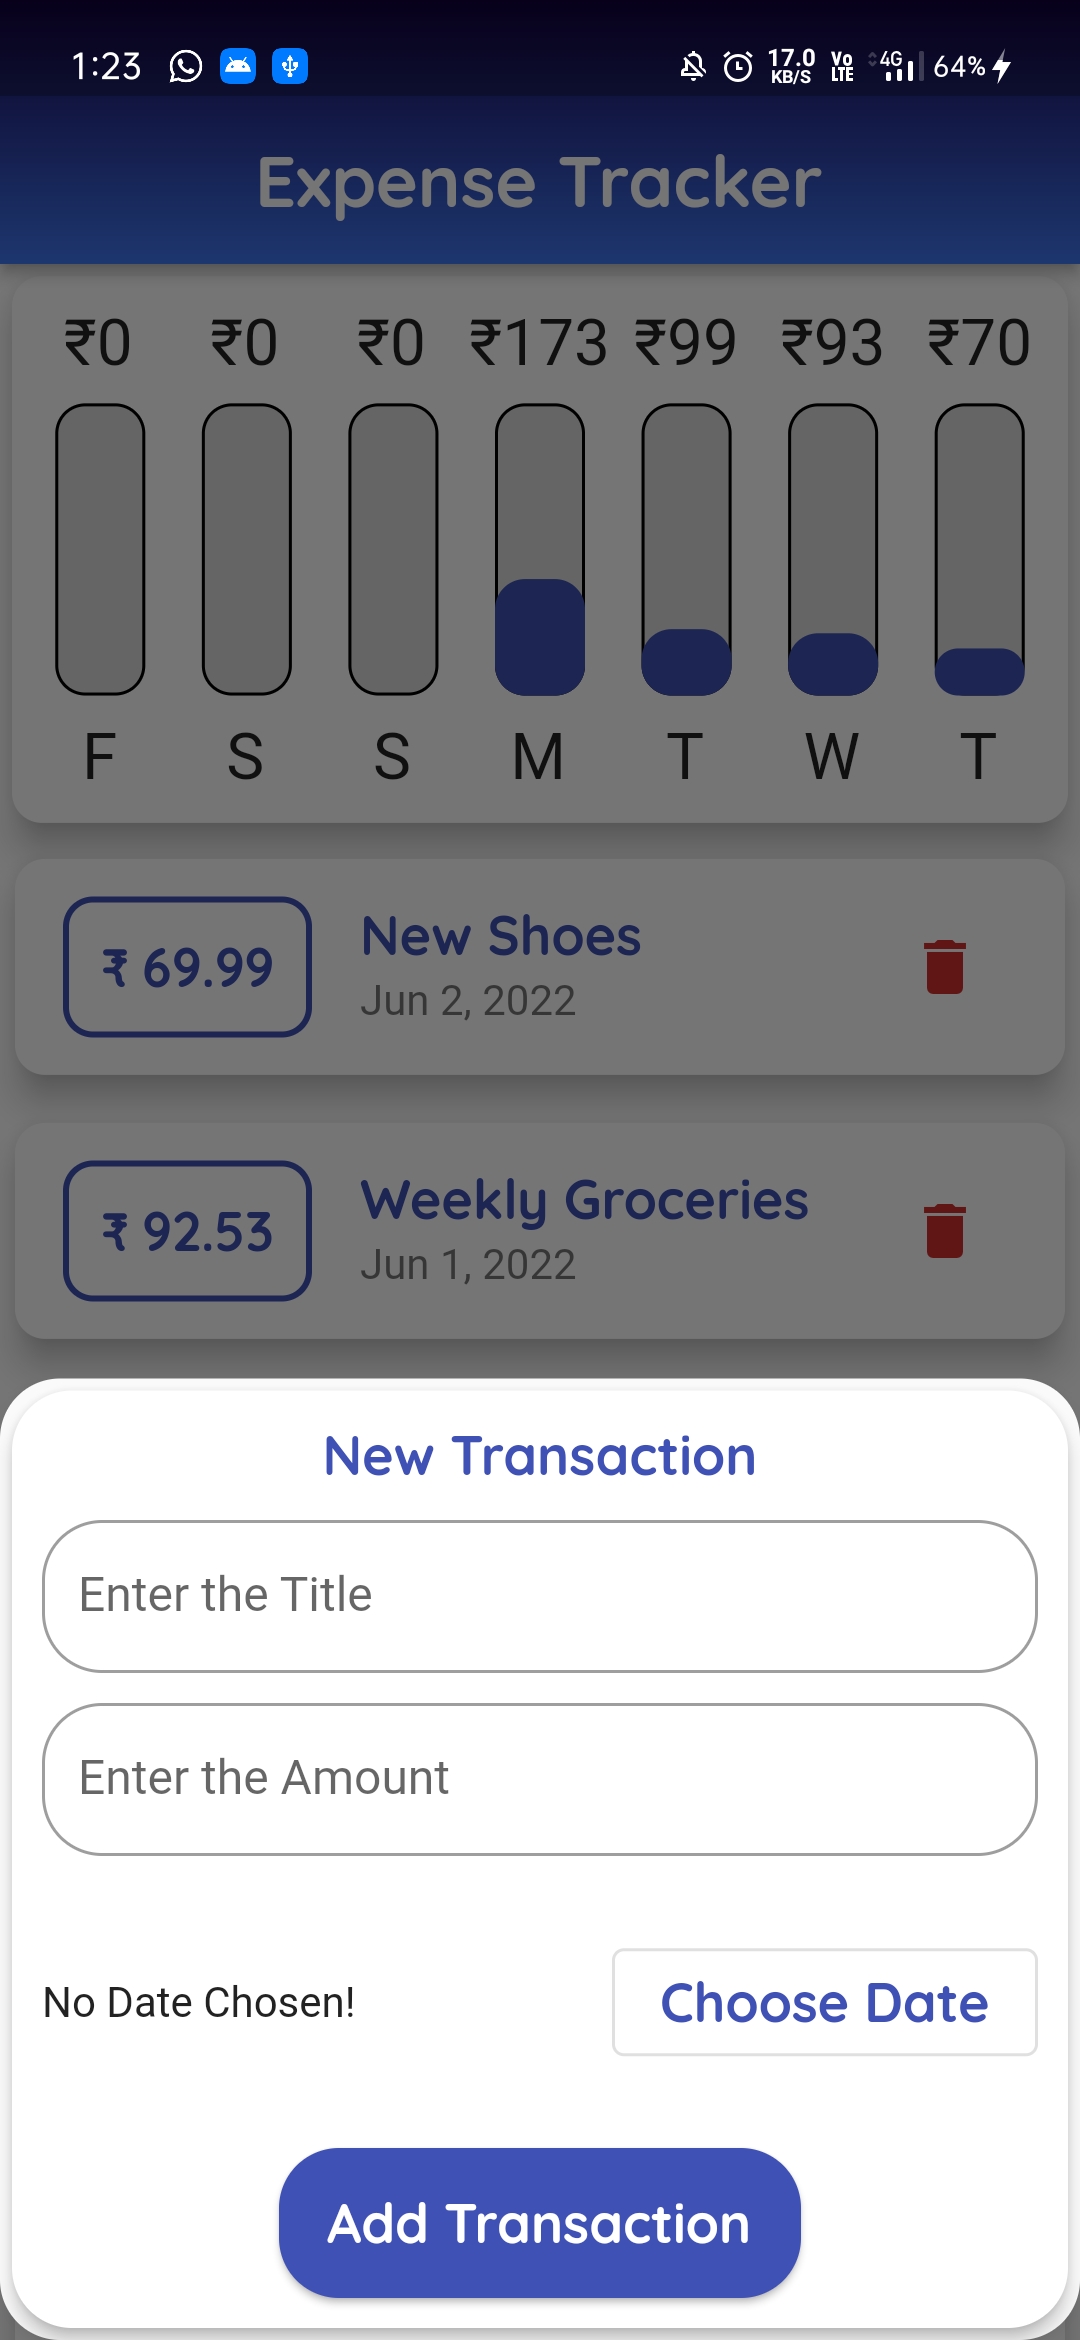 1:23 17.0 KB/S Vo LTE 4G 64%
Expense Tracker
₹0 ₹0 ₹0 ₹173 ₹99 ₹93 ₹70
F S S M T W T
₹ 69.99
New Shoes
Jun 2, 2022
₹ 92.53
Weekly Groceries
Jun 1, 2022
New Transaction
Enter the Title
Enter the Amount
No Date Chosen! Choose Date
Add Transaction